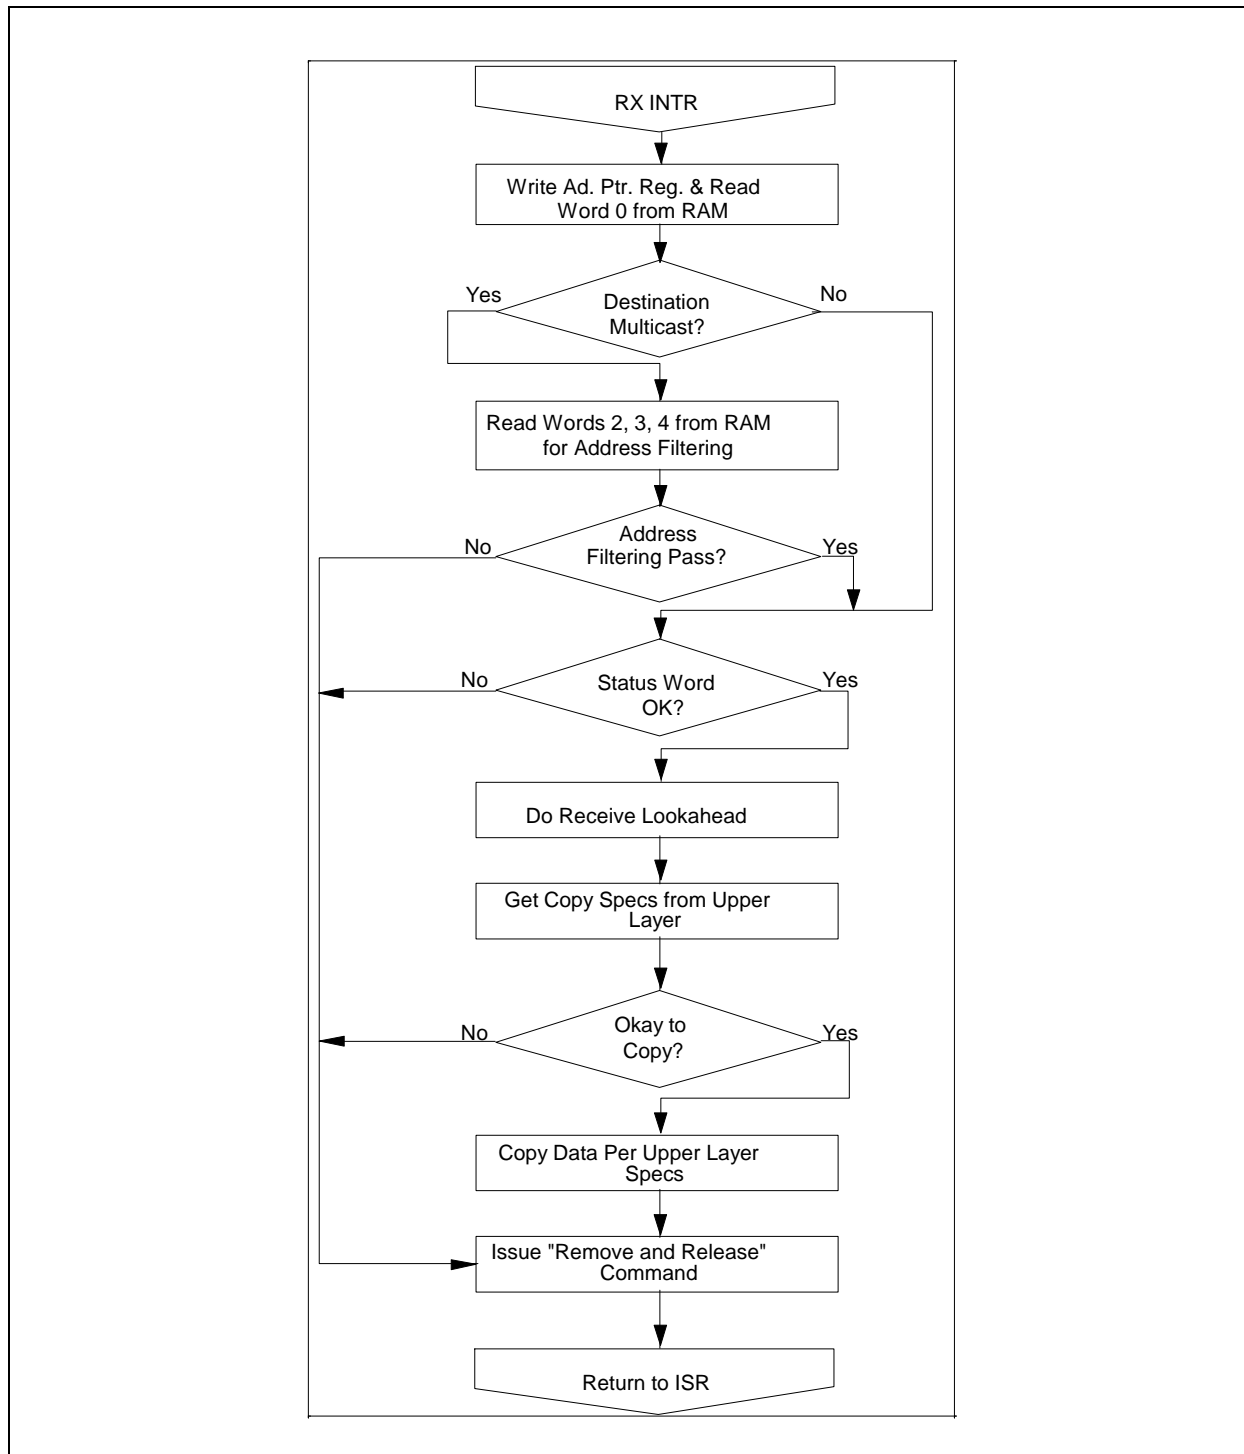 RX INTR
Write Ad. Ptr. Reg. & Read
Word 0 from RAM
Yes
No
Destination
Multicast?
Read Words 2, 3, 4 from RAM
for Address Filtering
No
Address
Filtering Pass?
Yes
No
Status Word
OK?
Yes
Do Receive Lookahead
Get Copy Specs from Upper
Layer
No
Okay to
Copy?
Yes
Copy Data Per Upper Layer
Specs
Issue "Remove and Release"
Command
Return to ISR